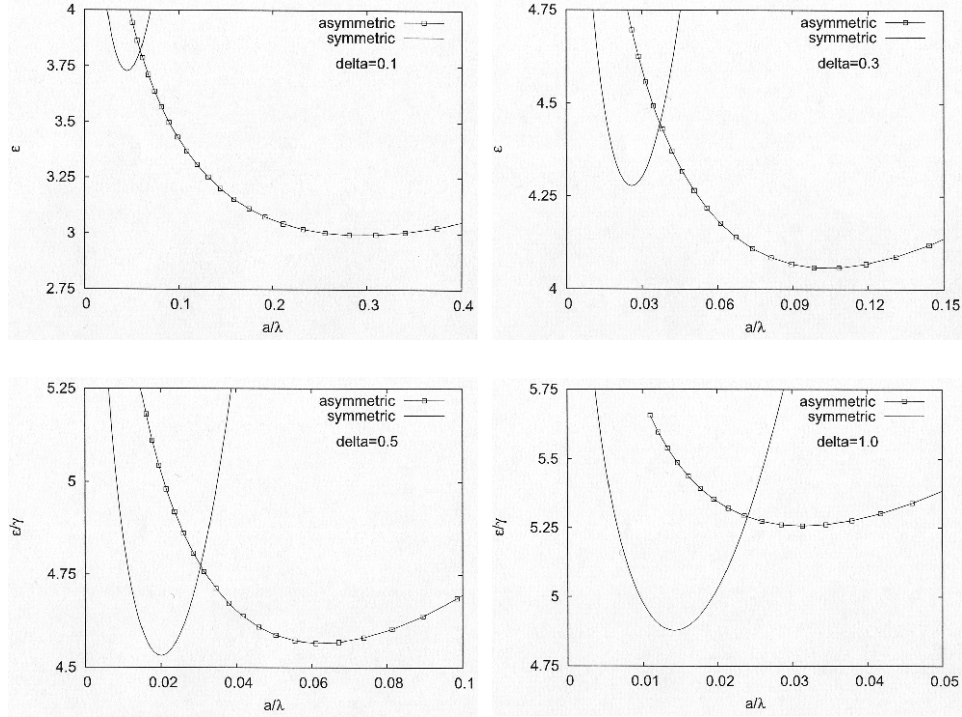 4
3.75
3.5
3.25
3
2.75
ε
0
0.1
0.2
0.3
0.4
a/λ
asymmetric
symmetric
delta=0.1
4.75
4.5
4.25
4
ε
0
0.03
0.06
0.09
0.12
0.15
a/λ
asymmetric
symmetric
delta=0.3
5.25
5
4.75
4.5
ε/γ
0
0.02
0.04
0.06
0.08
0.1
a/λ
asymmetric
symmetric
delta=0.5
5.75
5.5
5.25
5
4.75
ε/γ
0
0.01
0.02
0.03
0.04
0.05
a/λ
asymmetric
symmetric
delta=1.0